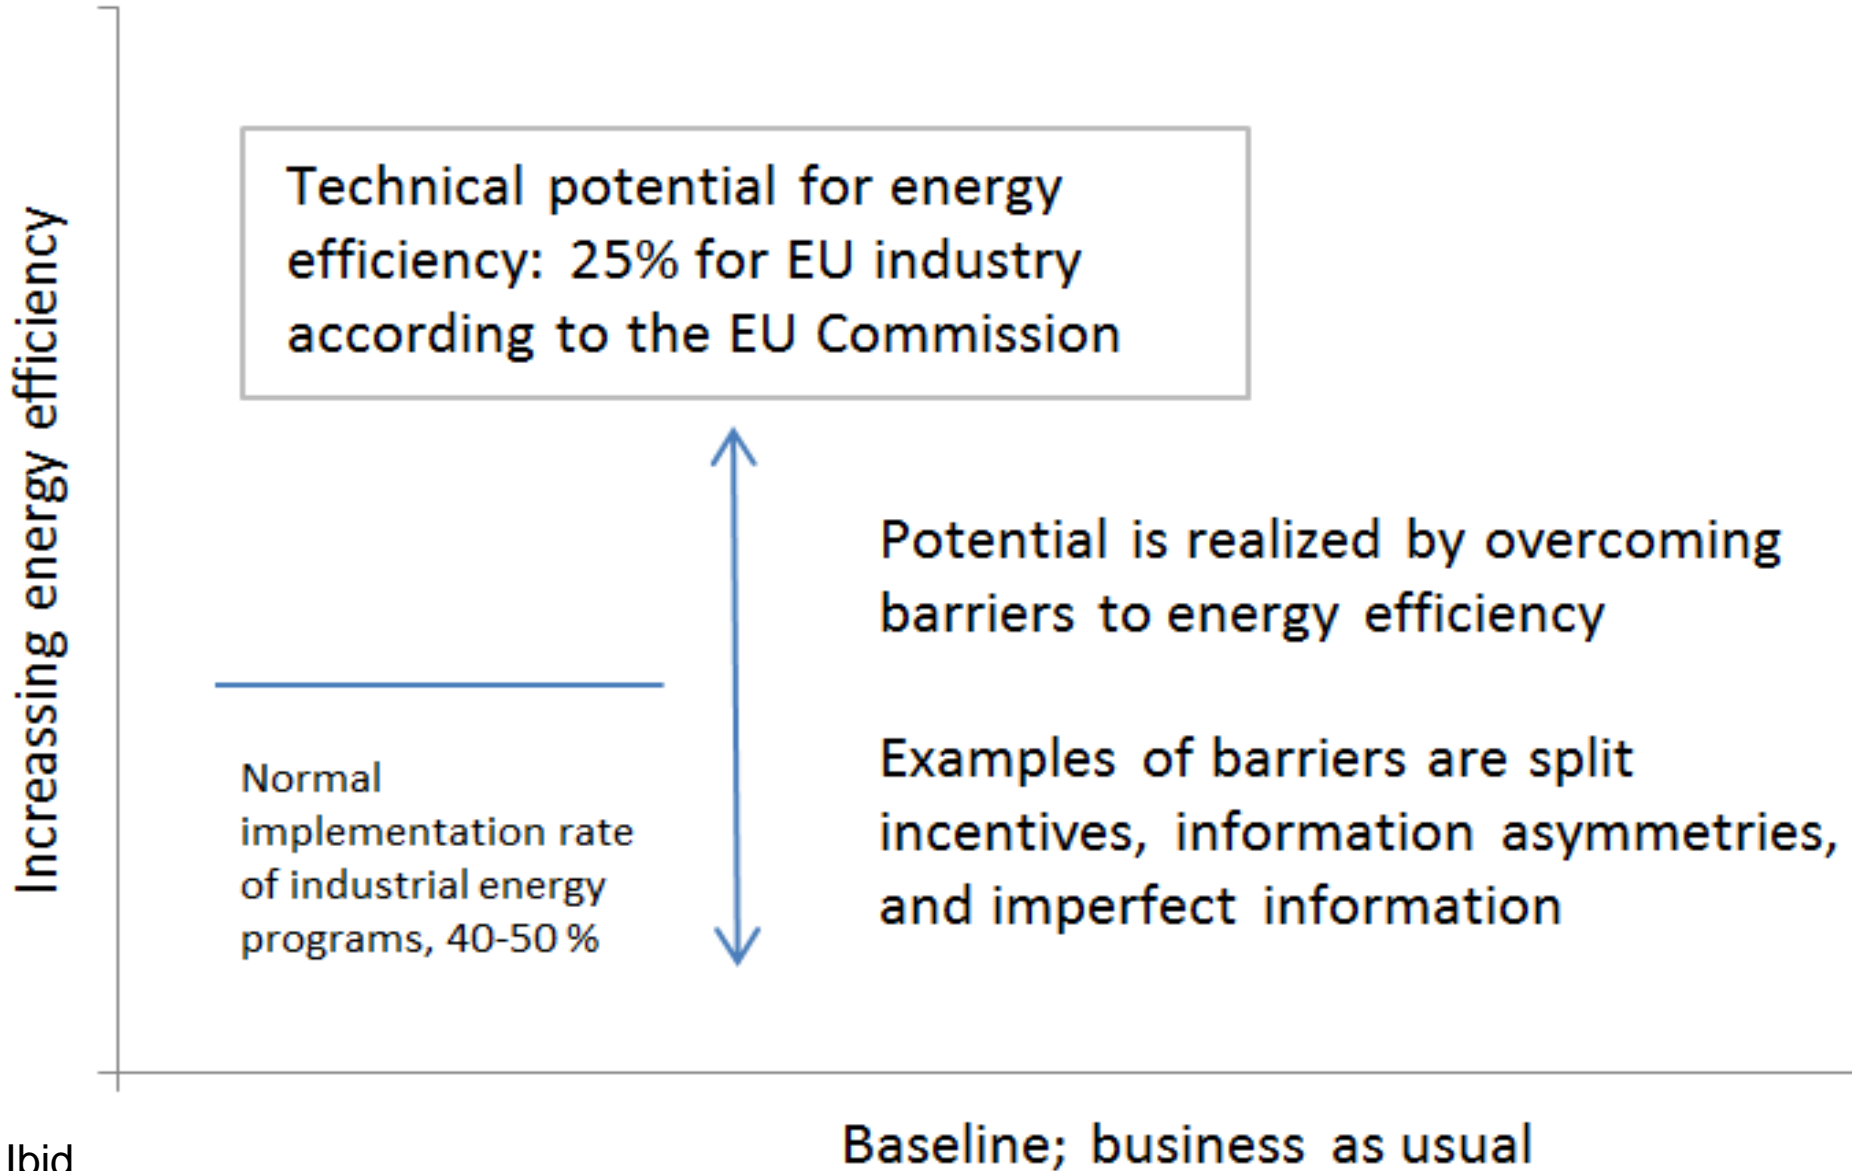 Increassing energy efficiency
Technical potential for energy
efficiency: 25% for EU industry
according to the EU Commission
Potential is realized by overcoming
barriers to energy efficiency
Normal
implementation rate
of industrial energy
programs, 40-50 %
Examples of barriers are split
incentives, information asymmetries,
and imperfect information
Baseline; business as usual
Ibid